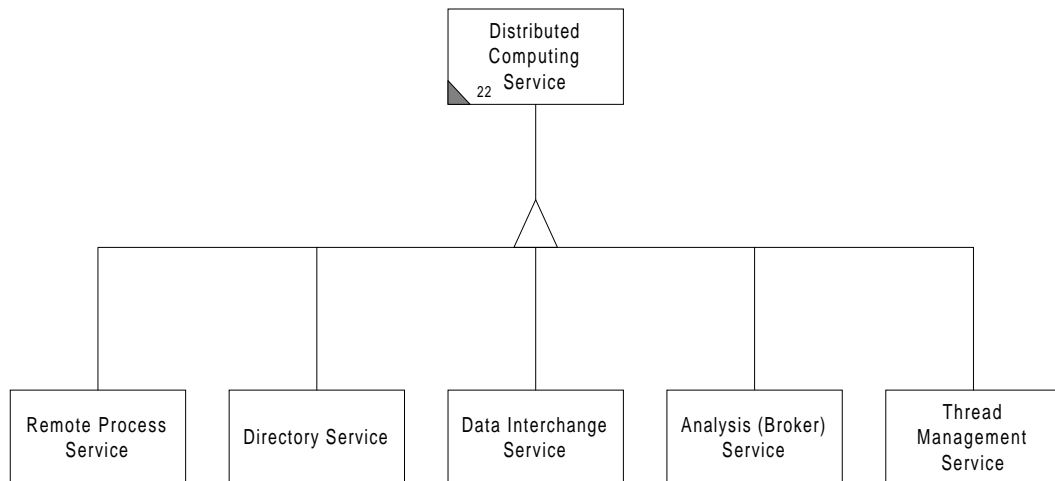 Distributed
Computing
Service
22
Remote Process
Service
Directory Service
Data Interchange
Service
Analysis (Broker)
Service
Thread
Management
Service